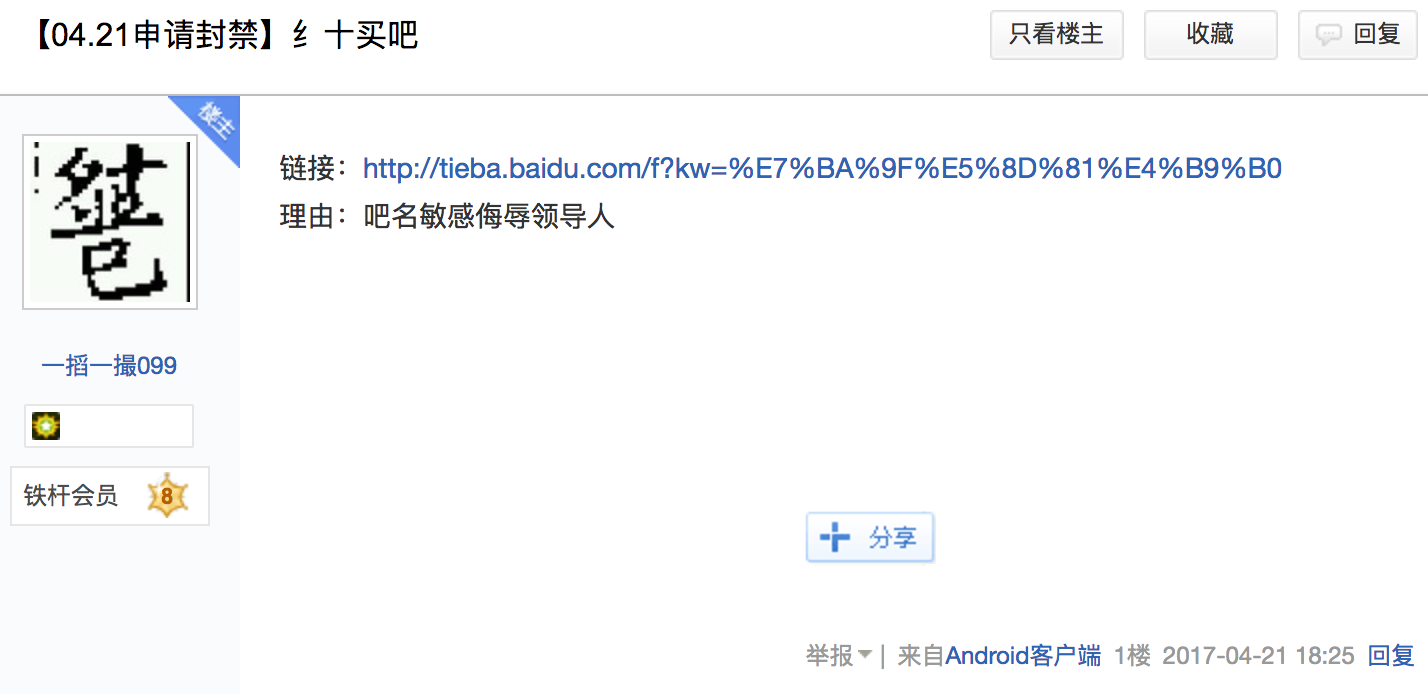 【04.21申请封禁】纟十买吧
只看楼主
收藏
回复
楼主
链接：http://tieba.baidu.com/f?kw=%E7%BA%9F%E5%8D%81%E4%B9%B0
理由：吧名敏感侮辱领导人
一搯一撮099
铁杆会员 8
分享
举报 | 来自Android客户端 1楼 2017-04-21 18:25 回复